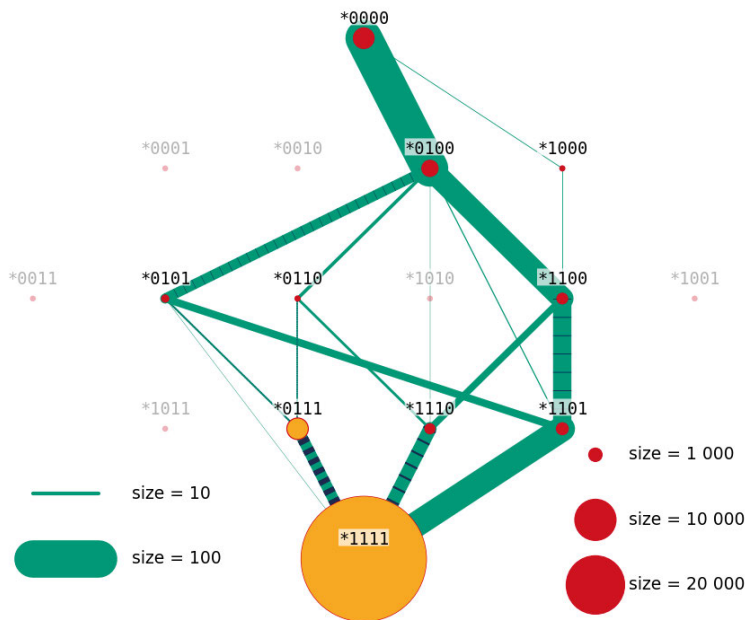 *0000
*0001 *0010 *0100 *1000
*0011 *0101 *0110 *1010 *1100 *1001
*1011 *0111 *1110 *1101
size = 1 000
size = 10
size = 10 000
*1111
size = 100
size = 20 000